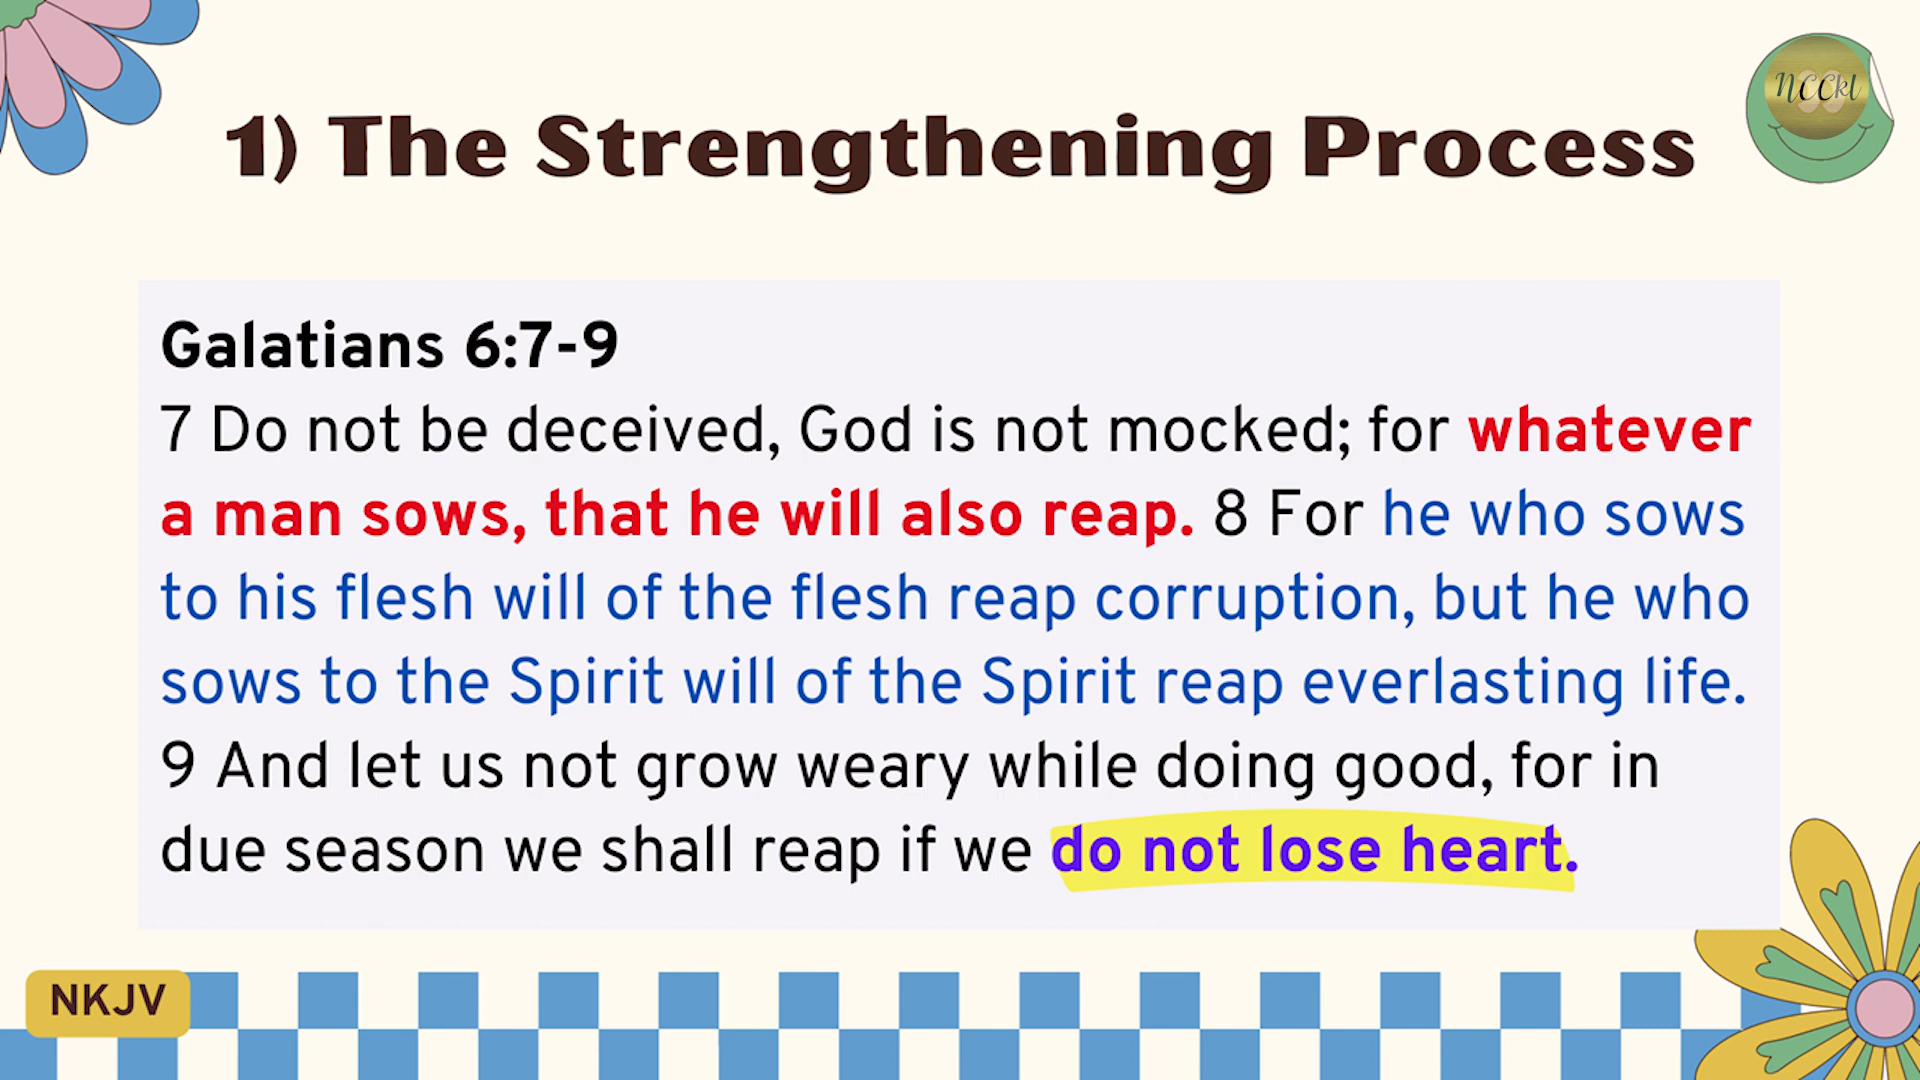 NCCkl
1) The Strengthening Process
Galatians 6:7-9
7 Do not be deceived, God is not mocked; for whatever
a man sows, that he will also reap. 8 For he who sows
to his flesh will of the flesh reap corruption, but he who
sows to the Spirit will of the Spirit reap everlasting life.
9 And let us not grow weary while doing good, for in
due season we shall reap if we do not lose heart.
NKJV